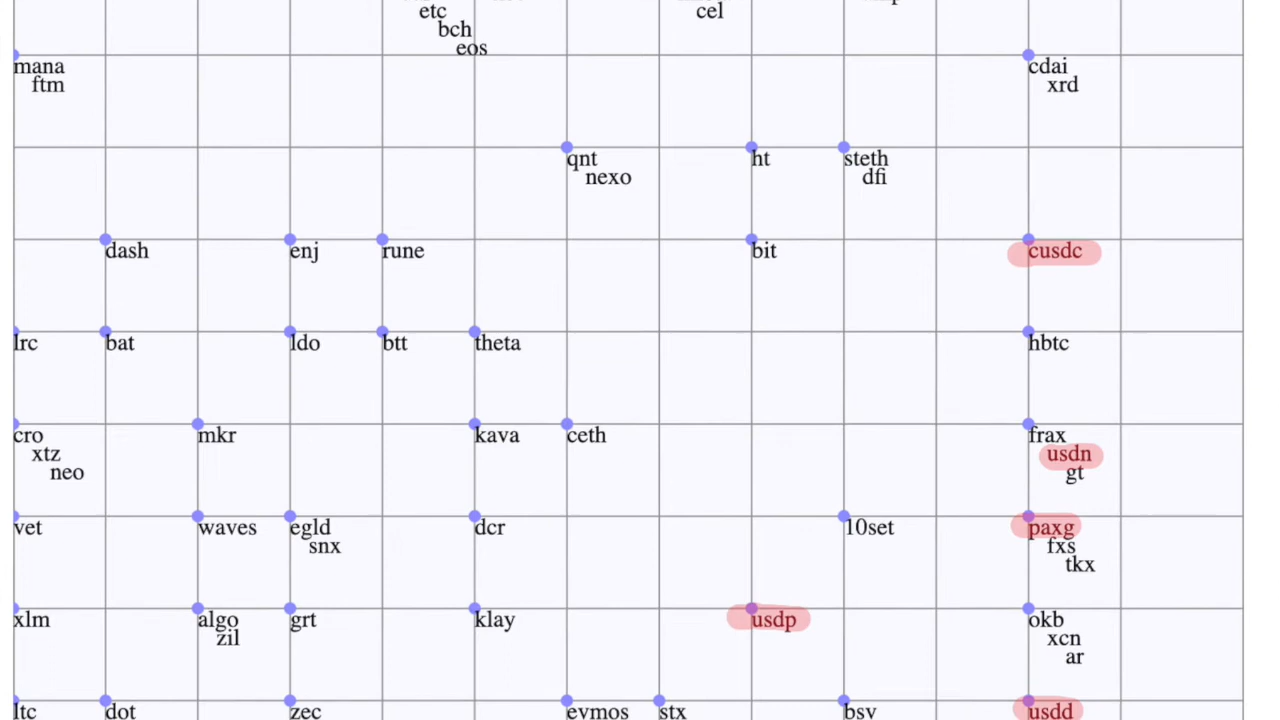 etc cel
bch
eos
mana cdai
ftm xrd
qnt ht steth
nexo dfi
dash enj rune bit cusdc
lrc bat ldo btt theta hbtc
cro mkr kava ceth frax
xtz usdn
neo gt
vet waves egld dcr 10set paxg
snx fxs
tkx
xlm algo grt klay usdp okb
zil xcn
ar
ltc dot zec evmos stx bsv usdd